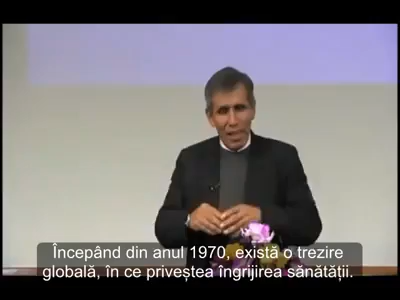 Începând din anul 1970, există o trezire
globală, în ce privește îngrijirea sănătății.